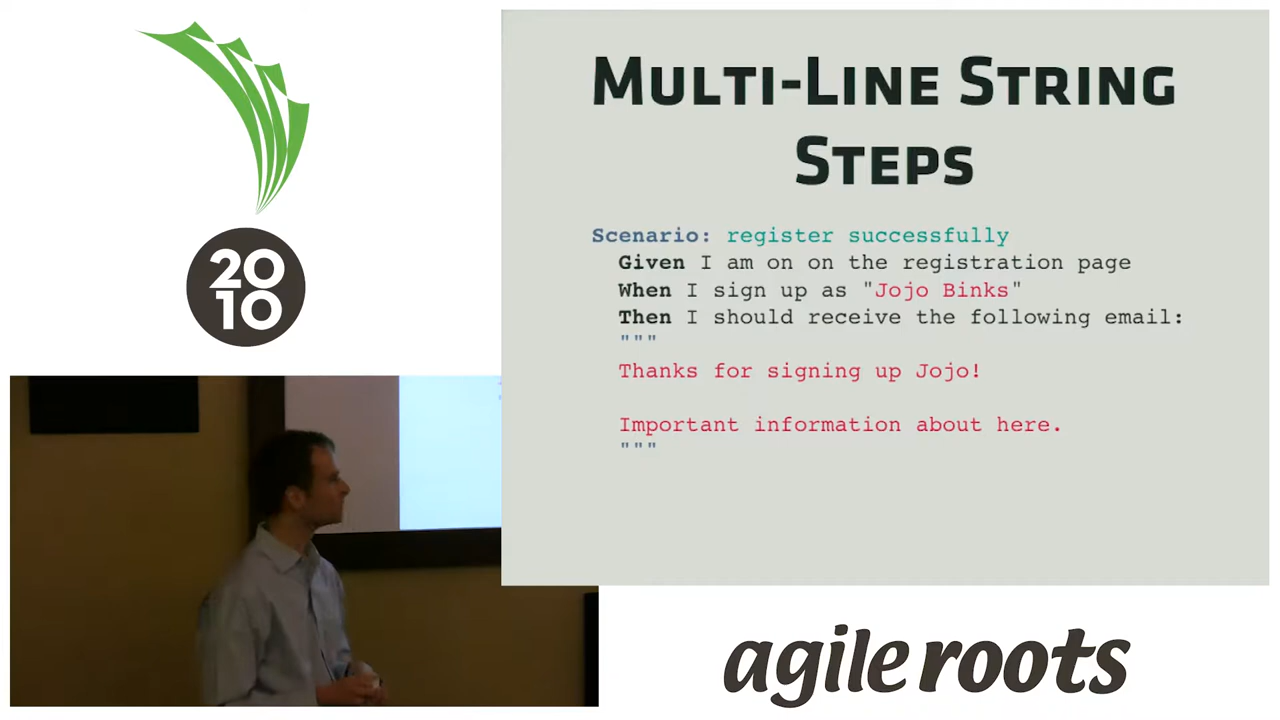 20
10
MULTI-LINE STRING
STEPS
Scenario: register successfully
Given I am on on the registration page
When I sign up as "Jojo Binks"
Then I should receive the following email:
"""
Thanks for signing up Jojo!
Important information about here.
"""
agile roots